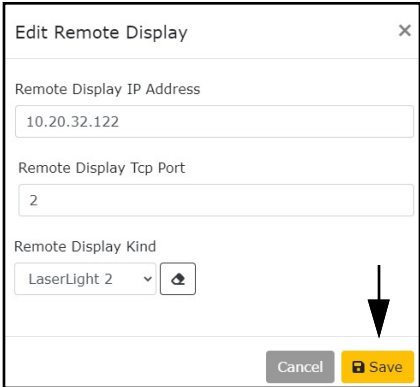 Edit Remote Display
Remote Display IP Address
10.20.32.122
Remote Display Tcp Port
2
Remote Display Kind
LaserLight 2
Cancel Save